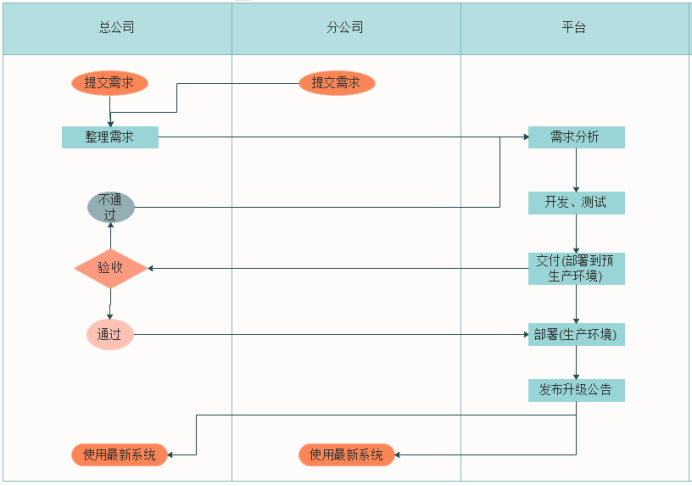 总公司
分公司
平台
提交需求
提交需求
整理需求
需求分析
不通
过
开发、测试
验收
交付(部署到预
生产环境)
通过
部署(生产环境)
发布升级公告
使用最新系统
使用最新系统